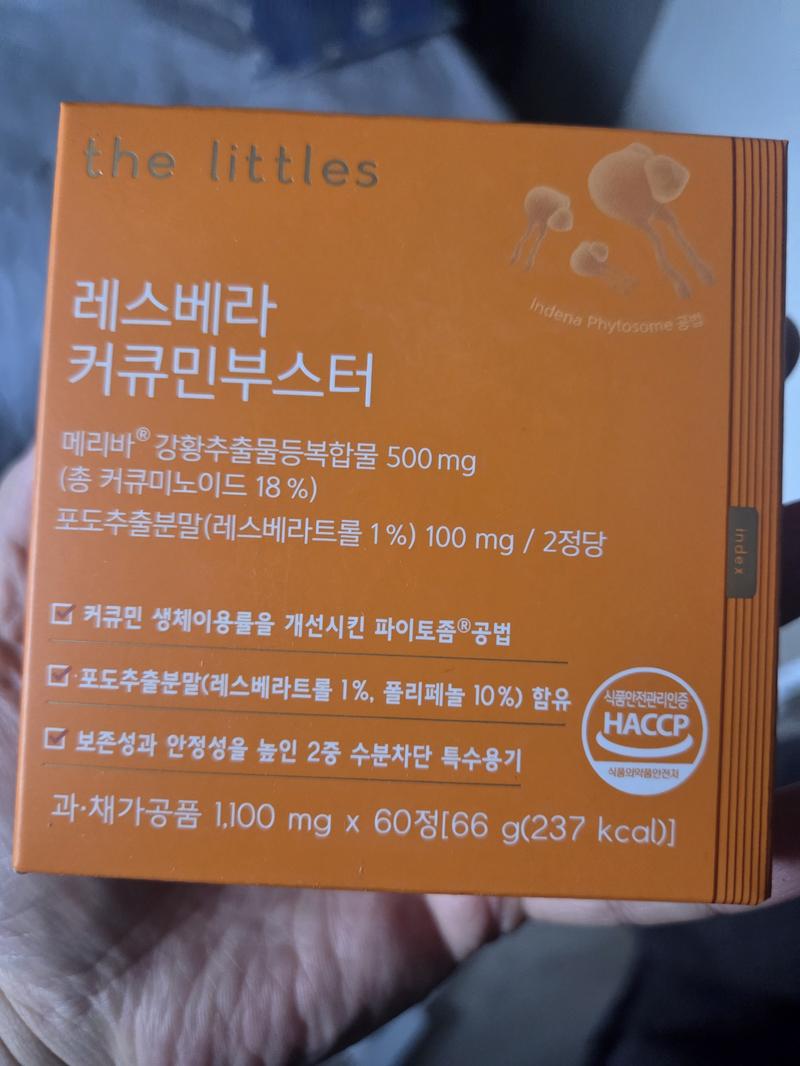 the littles
Indena Phytosome 공법
레스베라
커큐민부스터
메리바® 강황추출물등복합물 500 mg
(총 커큐미노이드 18 %)
포도추출분말(레스베라트롤 1 %) 100 mg / 2정당
index
커큐민 생체이용률을 개선시킨 파이토좀®공법
포도추출분말(레스베라트롤 1%, 폴리페놀 10%) 함유
보존성과 안정성을 높인 2중 수분차단 특수용기
식품안전관리인증
HACCP
식품의약품안전처
과·채가공품 1,100 mg x 60정[66 g(237 kcal)]